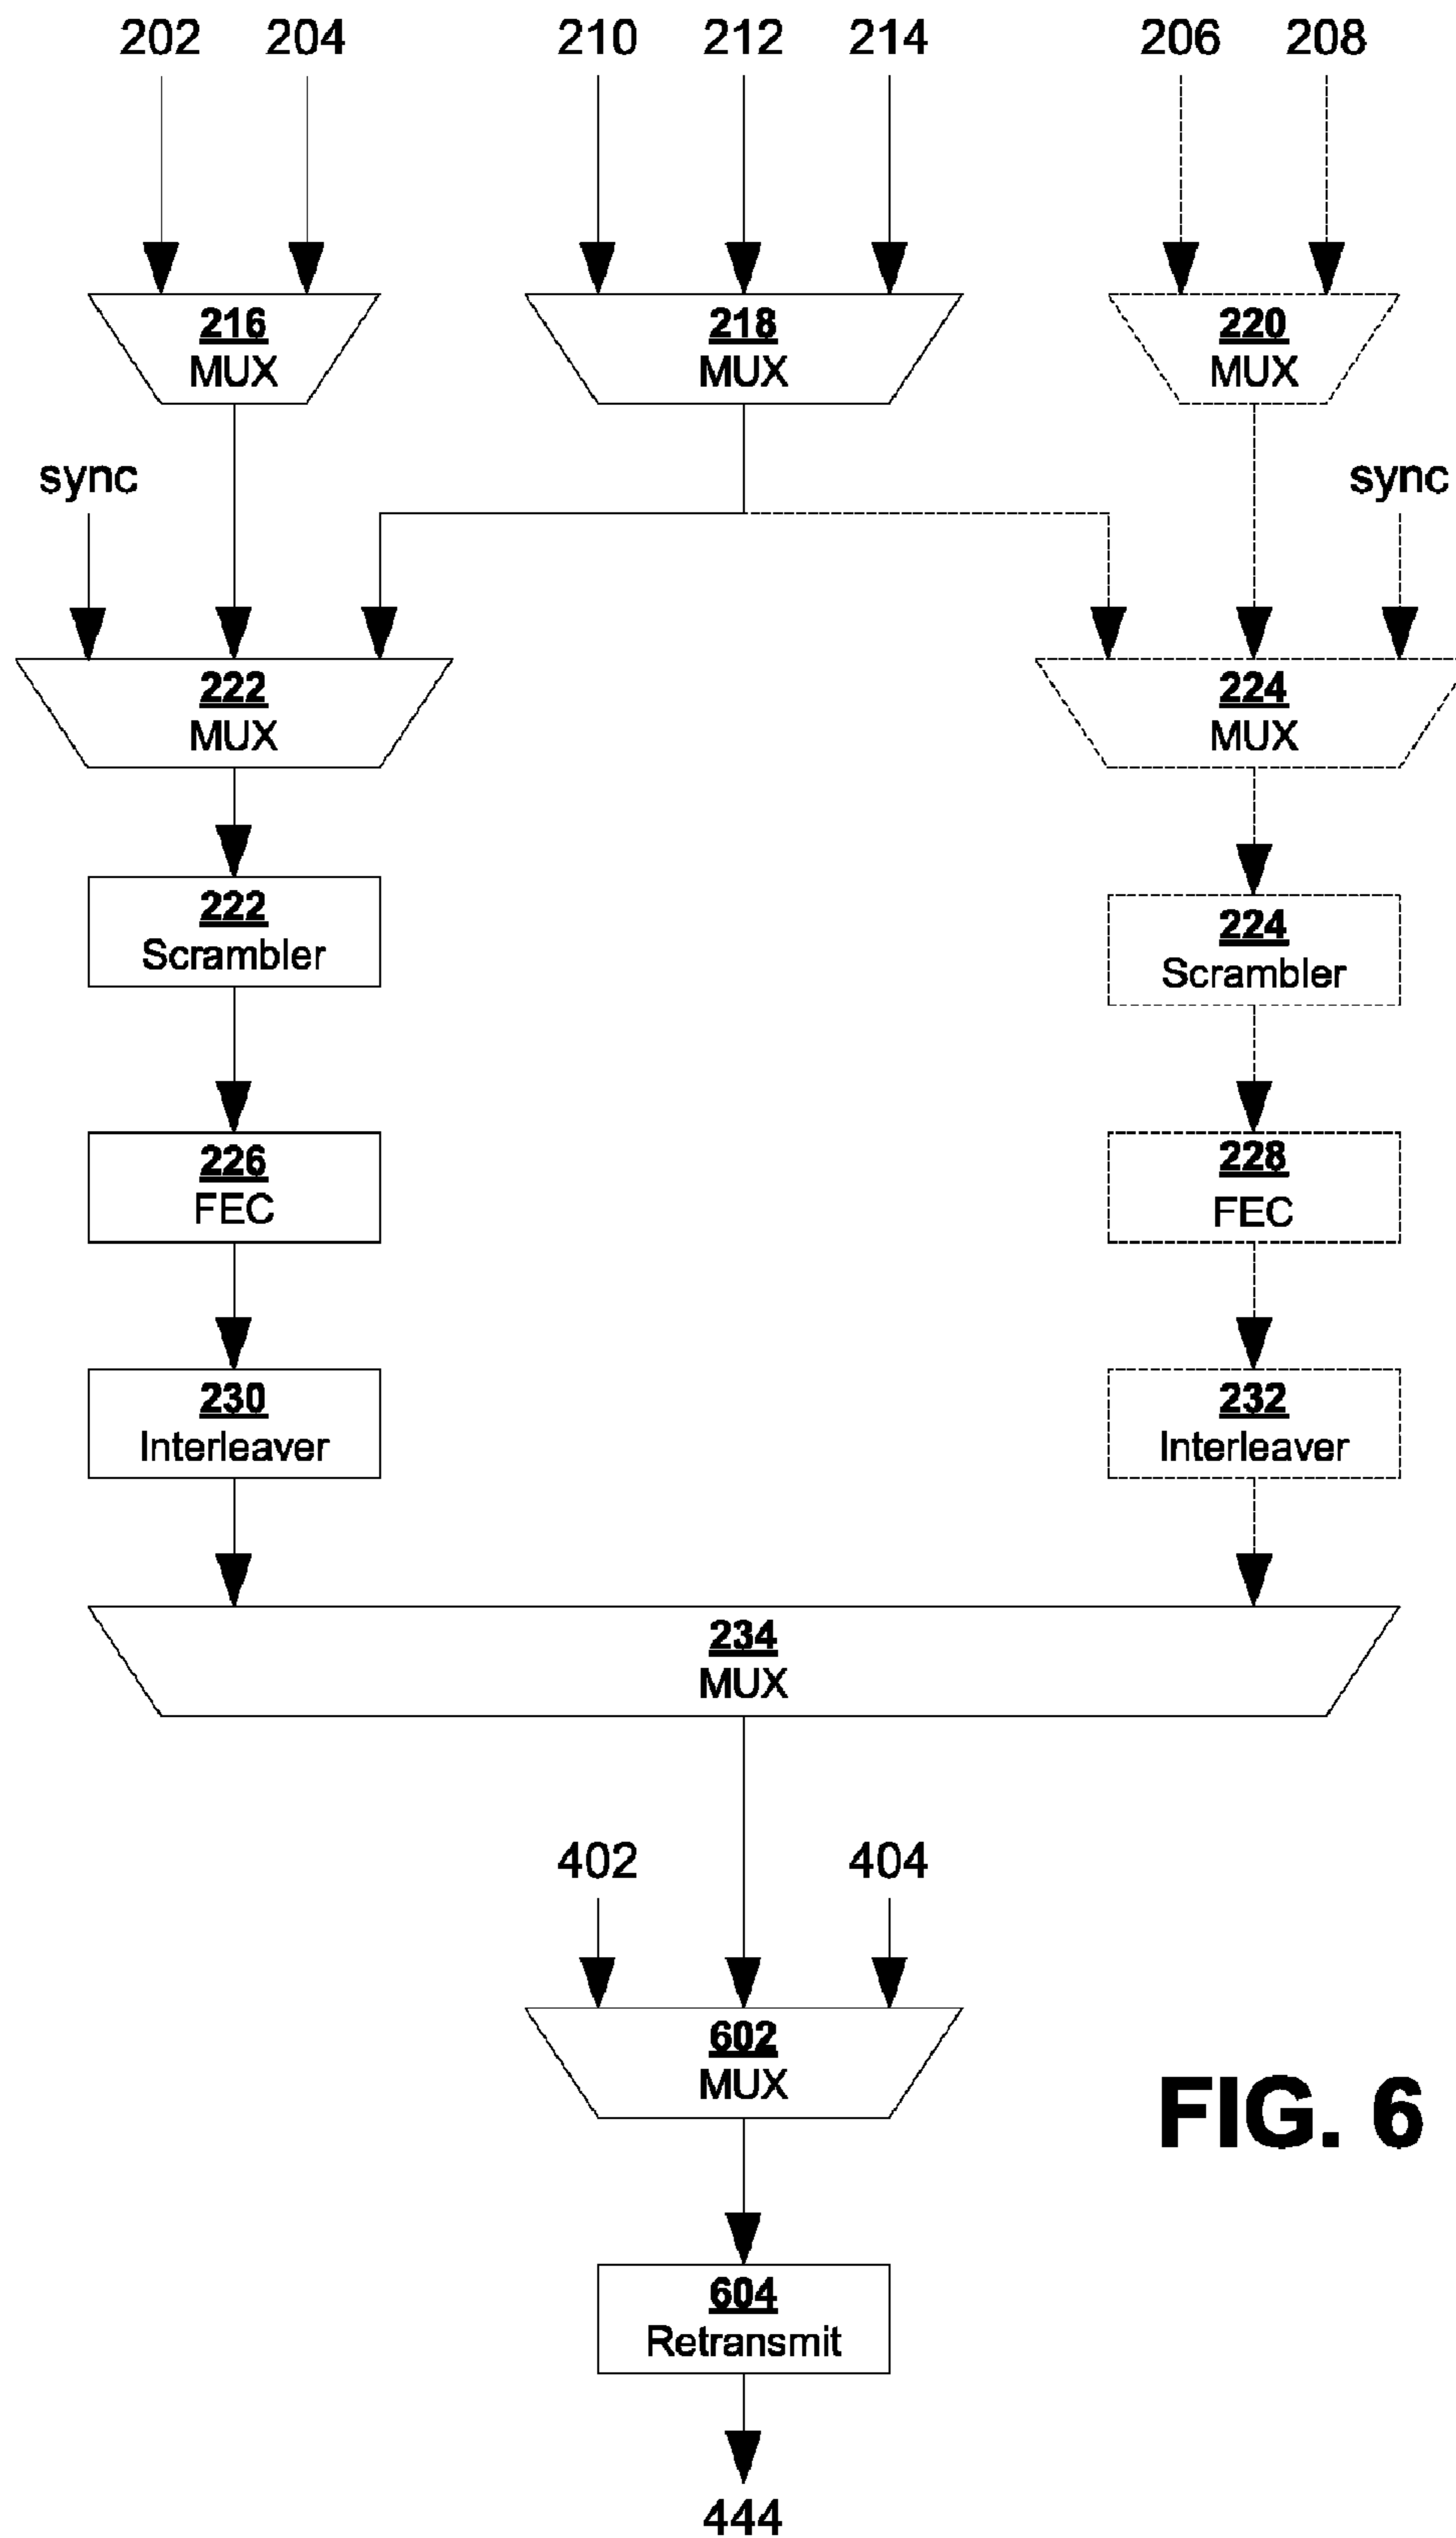 202 204 210 212 214 206 208
216 218 220
MUX MUX MUX
sync sync
222 224
MUX MUX
222 224
Scrambler Scrambler
226 228
FEC FEC
230 232
Interleaver Interleaver
234
MUX
402 404
602
MUX
FIG. 6
604
Retransmit
444